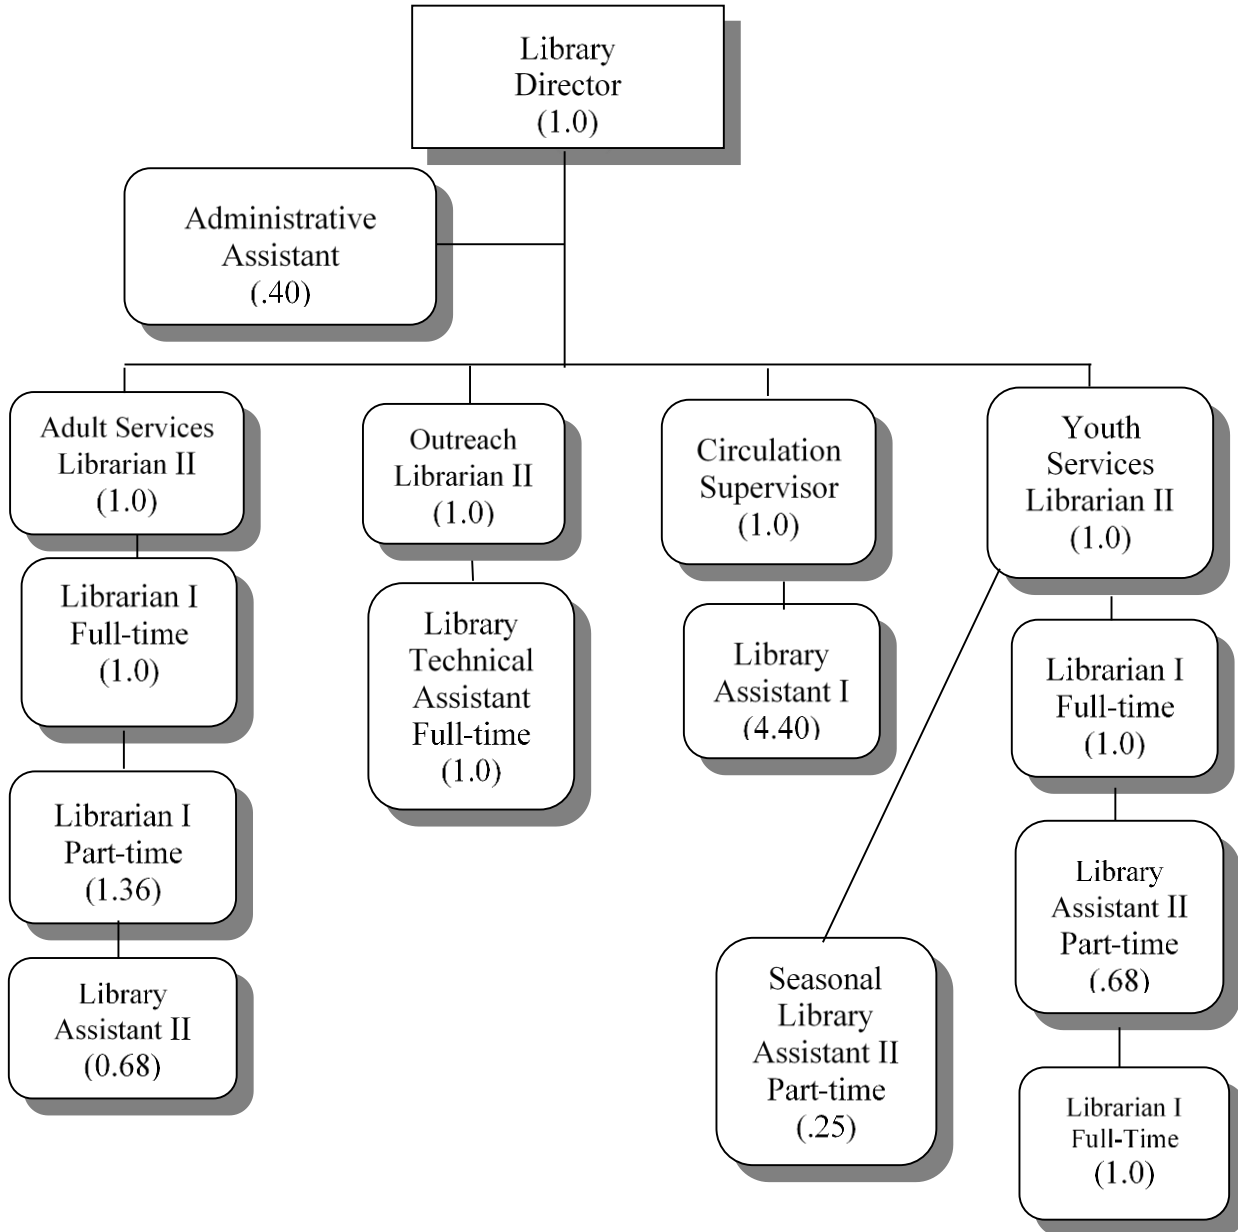 Library
Director
(1.0)
Administrative
Assistant
(.40)
Adult Services
Librarian II
(1.0)
Librarian I
Full-time
(1.0)
Librarian I
Part-time
(1.36)
Library
Assistant II
(0.68)
Outreach
Librarian II
(1.0)
Library
Technical
Assistant
Full-time
(1.0)
Circulation
Supervisor
(1.0)
Library
Assistant I
(4.40)
Youth
Services
Librarian II
(1.0)
Seasonal
Library
Assistant II
Part-time
(.25)
Librarian I
Full-time
(1.0)
Library
Assistant II
Part-time
(.68)
Librarian I
Full-Time
(1.0)